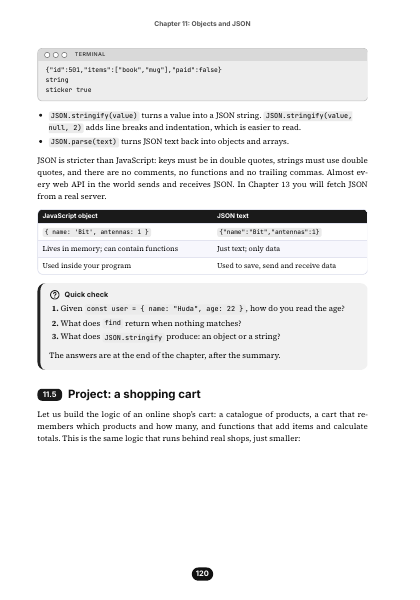 Chapter 11: Objects and JSON
TERMINAL
{"id":501,"items":["book","mug"],"paid":false}
string
sticker true
• JSON.stringify(value) turns a value into a JSON string. JSON.stringify(value,
null, 2) adds line breaks and indentation, which is easier to read.
• JSON.parse(text) turns JSON text back into objects and arrays.
JSON is stricter than JavaScript: keys must be in double quotes, strings must use double
quotes, and there are no comments, no functions and no trailing commas. Almost ev-
ery web API in the world sends and receives JSON. In Chapter 13 you will fetch JSON
from a real server.
JavaScript object JSON text
{ name: 'Bit', antennas: 1 } {"name":"Bit","antennas":1}
Lives in memory; can contain functions Just text; only data
Used inside your program Used to save, send and receive data
Quick check
1. Given const user = { name: "Huda", age: 22 }, how do you read the age?
2. What does find return when nothing matches?
3. What does JSON.stringify produce: an object or a string?
The answers are at the end of the chapter, after the summary.
11.5 Project: a shopping cart
Let us build the logic of an online shop's cart: a catalogue of products, a cart that re-
members which products and how many, and functions that add items and calculate
totals. This is the same logic that runs behind real shops, just smaller:
120